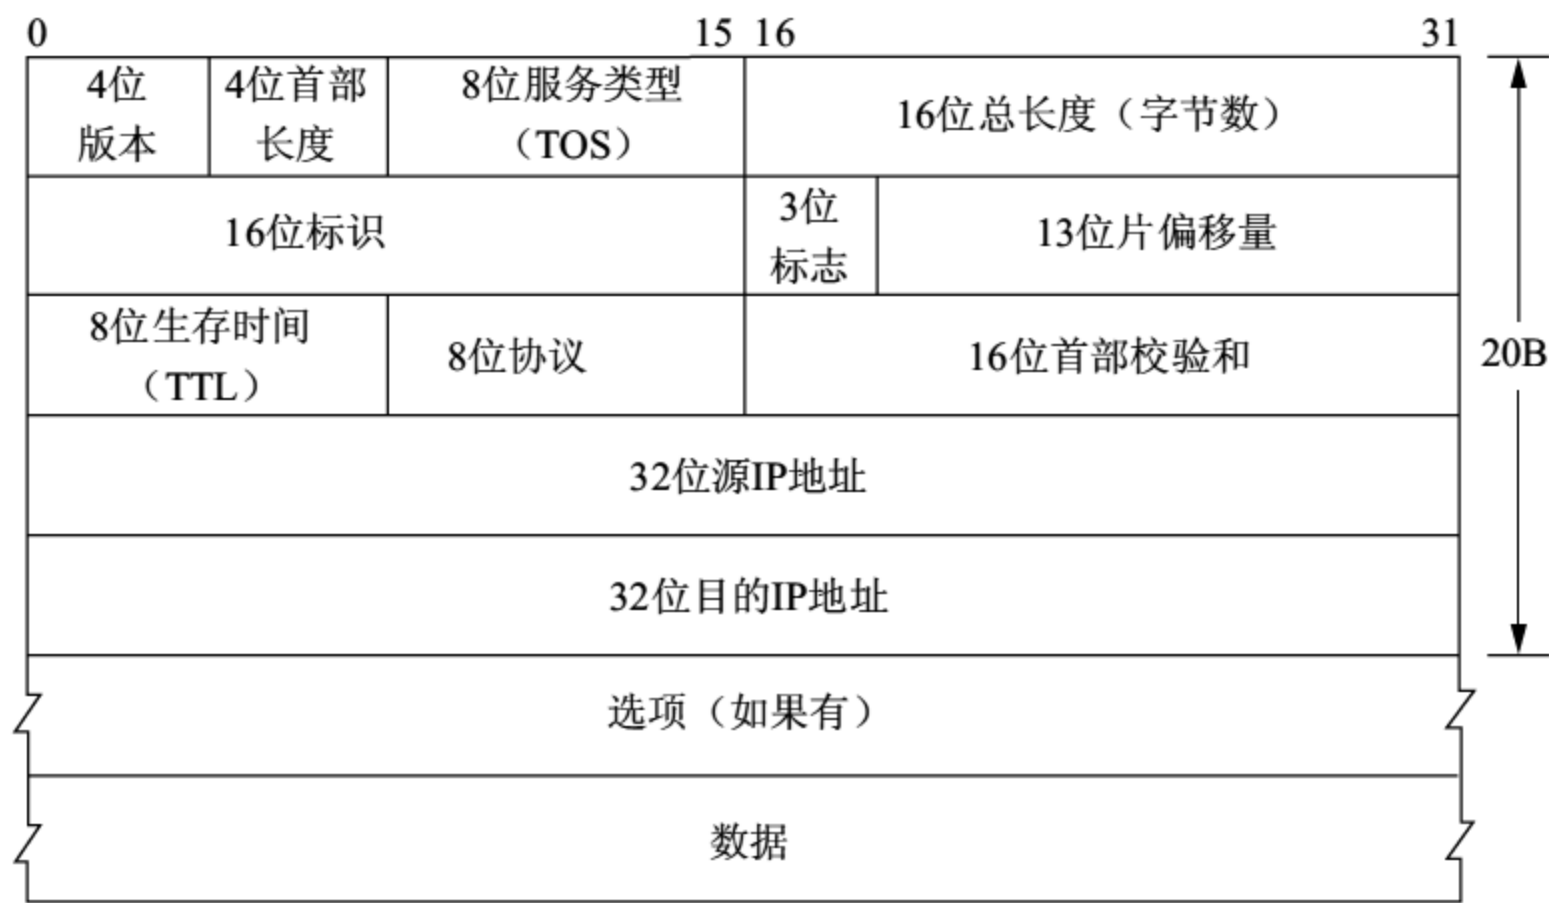 0 15 16 31
4位
版本
4位首部
长度
8位服务类型
（TOS）
16位总长度（字节数）
16位标识
3位
标志
13位片偏移量
8位生存时间
（TTL）
8位协议
16位首部校验和
20B
32位源IP地址
32位目的IP地址
选项（如果有）
数据